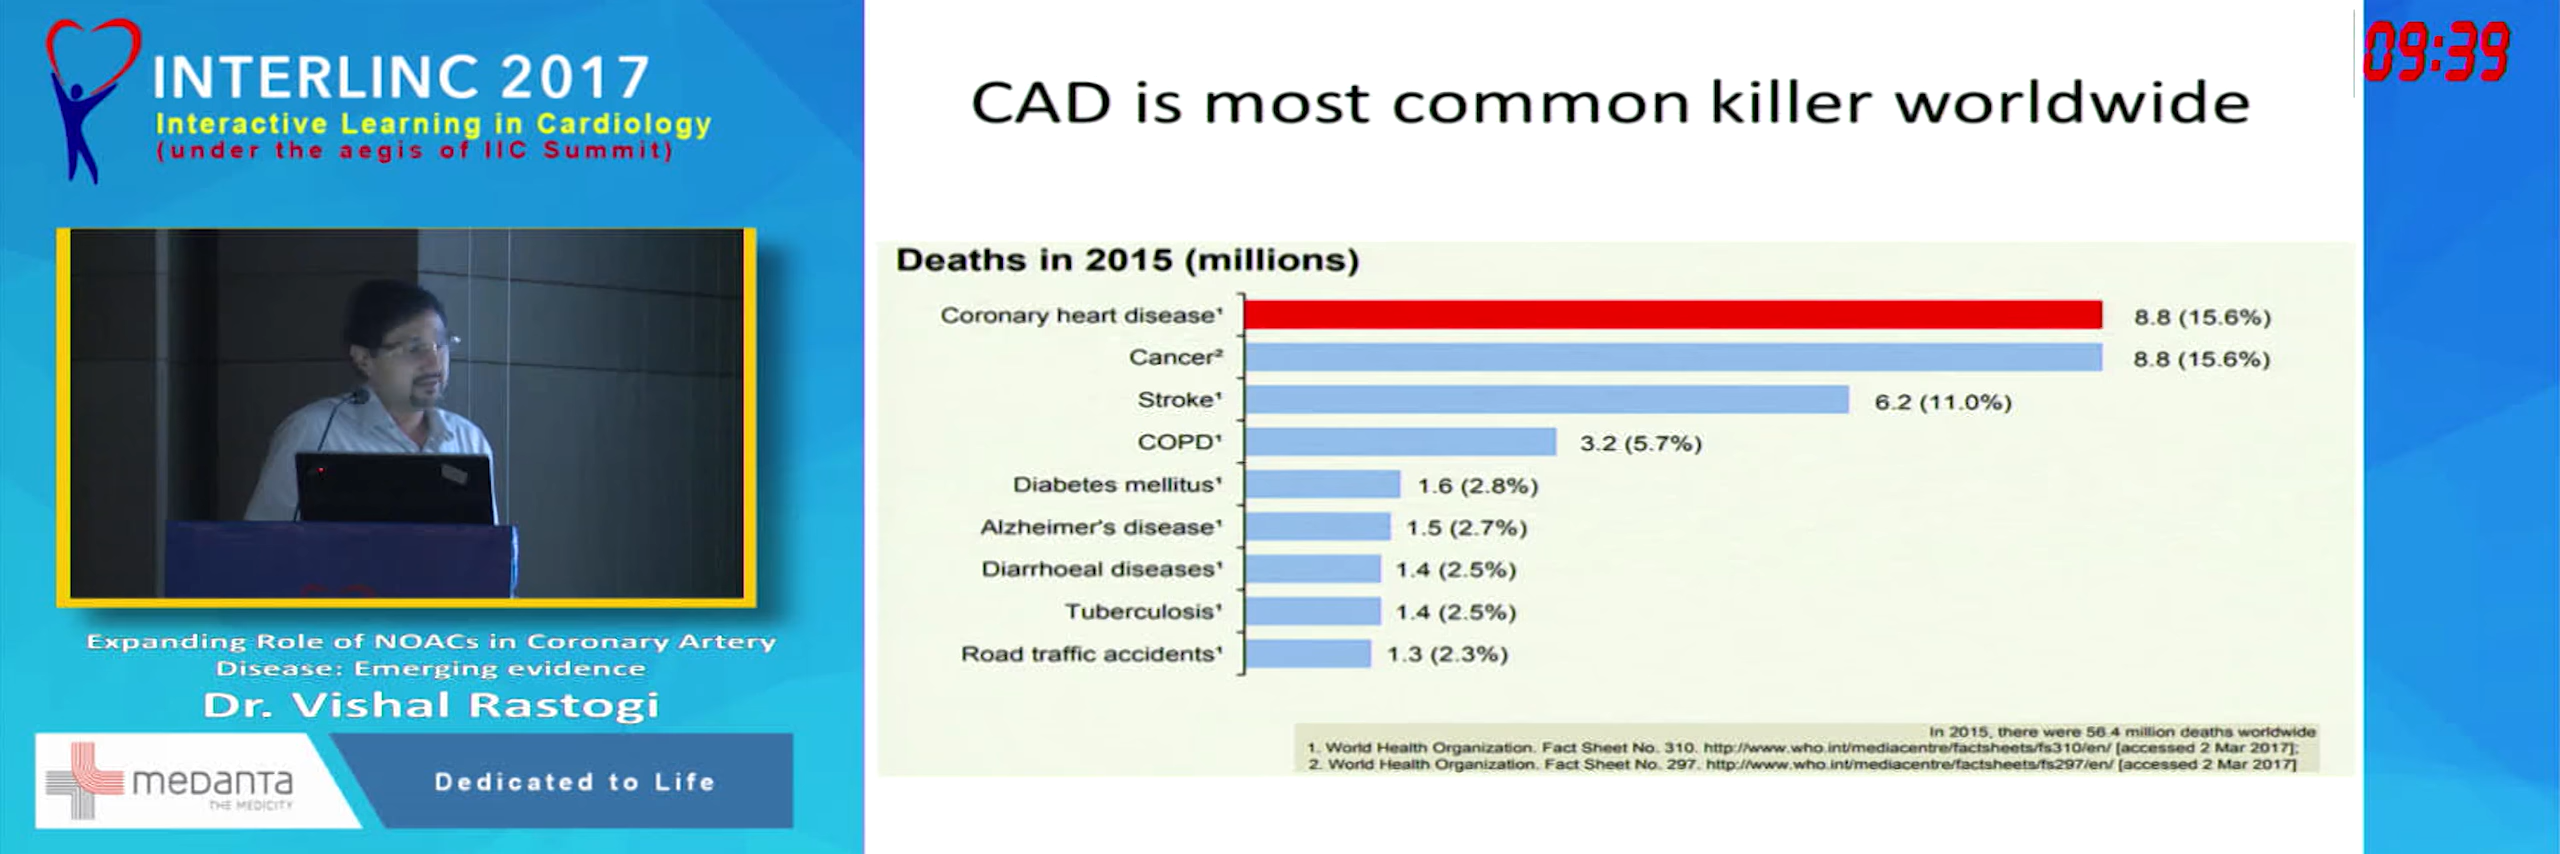 INTERLINC 2017
Interactive Learning in Cardiology
(under the aegis of IIC Summit)
Expanding Role of NOACs in Coronary Artery
Disease: Emerging evidence
Dr. Vishal Rastogi
medanta
THE MEDICITY
Dedicated to Life
09:39
CAD is most common killer worldwide
Deaths in 2015 (millions)
Coronary heart disease¹ 8.8 (15.6%)
Cancer² 8.8 (15.6%)
Stroke¹ 6.2 (11.0%)
COPD¹ 3.2 (5.7%)
Diabetes mellitus¹ 1.6 (2.8%)
Alzheimer's disease¹ 1.5 (2.7%)
Diarrhoeal diseases¹ 1.4 (2.5%)
Tuberculosis¹ 1.4 (2.5%)
Road traffic accidents¹ 1.3 (2.3%)
In 2015, there were 56.4 million deaths worldwide
1. World Health Organization. Fact Sheet No. 310. http://www.who.int/mediacentre/factsheets/fs310/en/ [accessed 2 Mar 2017];
2. World Health Organization. Fact Sheet No. 297. http://www.who.int/mediacentre/factsheets/fs297/en/ [accessed 2 Mar 2017]